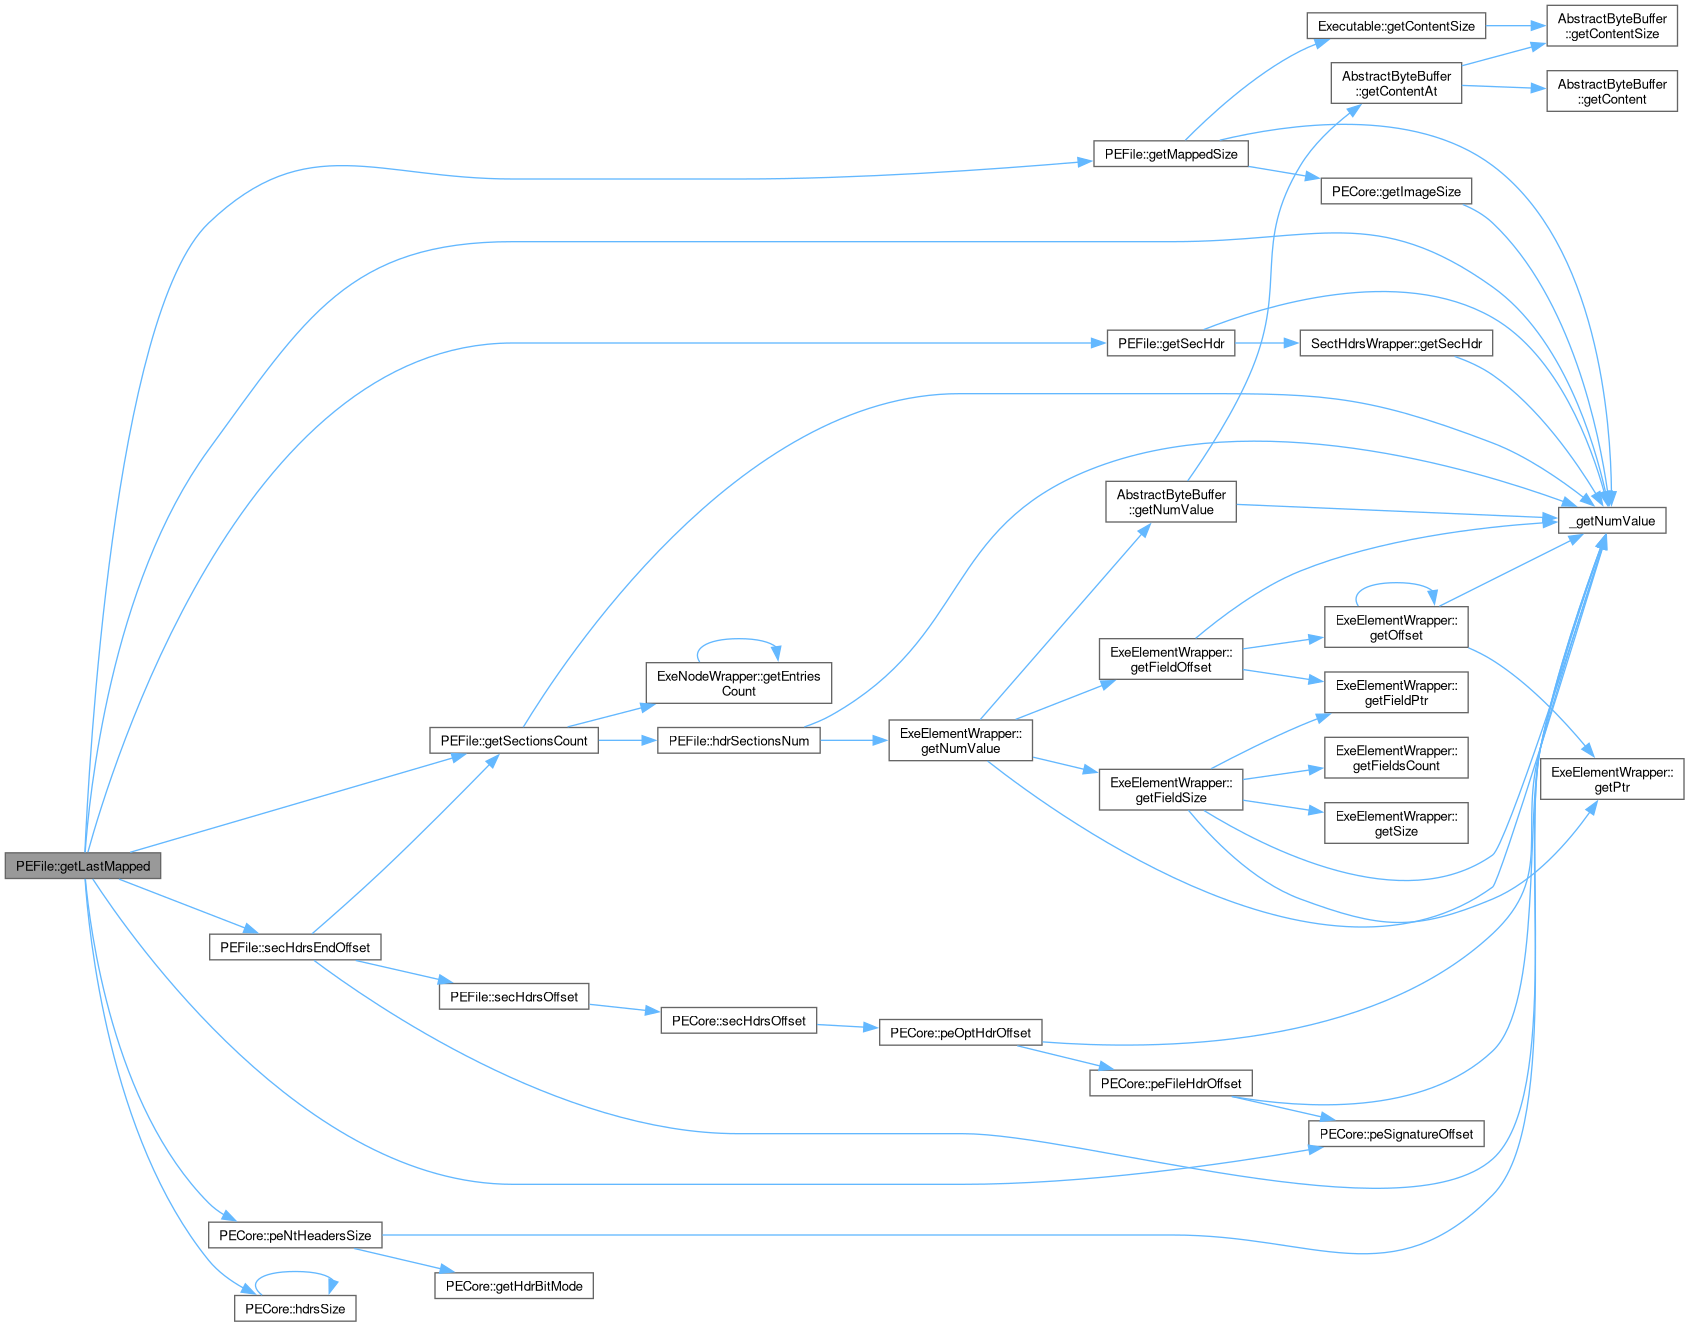 Executable::getContentSize
AbstractByteBuffer
::getContentSize
AbstractByteBuffer
::getContentAt
AbstractByteBuffer
::getContent
PEFile::getMappedSize
PECore::getImageSize
PEFile::getSecHdr
SectHdrsWrapper::getSecHdr
AbstractByteBuffer
::getNumValue
_getNumValue
ExeElementWrapper::
getOffset
ExeElementWrapper::
getFieldOffset
ExeNodeWrapper::getEntries
Count
ExeElementWrapper::
getFieldPtr
PEFile::getSectionsCount
PEFile::hdrSectionsNum
ExeElementWrapper::
getNumValue
ExeElementWrapper::
getFieldsCount
ExeElementWrapper::
getFieldSize
ExeElementWrapper::
getPtr
ExeElementWrapper::
getSize
PEFile::getLastMapped
PEFile::secHdrsEndOffset
PEFile::secHdrsOffset
PECore::secHdrsOffset
PECore::peOptHdrOffset
PECore::peFileHdrOffset
PECore::peSignatureOffset
PECore::peNtHeadersSize
PECore::getHdrBitMode
PECore::hdrsSize